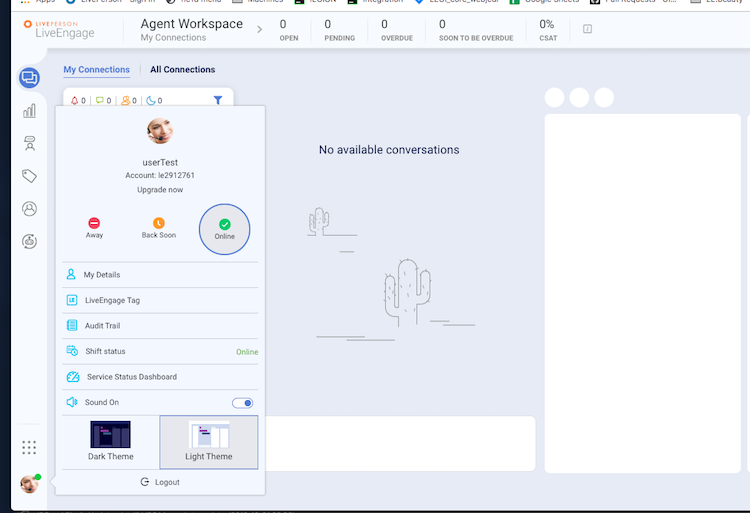 Apps
LIVEPERSON
LiveEngage
Agent Workspace
My Connections
0
OPEN
0
PENDING
0
OVERDUE
0
SOON TO BE OVERDUE
0%
CSAT
My Connections
All Connections
0 0 0 0
No available conversations
userTest
Account: le2912761
Upgrade now
Away
Back Soon
Online
My Details
LE LiveEngage Tag
Audit Trail
Shift status Online
Service Status Dashboard
Sound On
Dark Theme
Light Theme
Logout